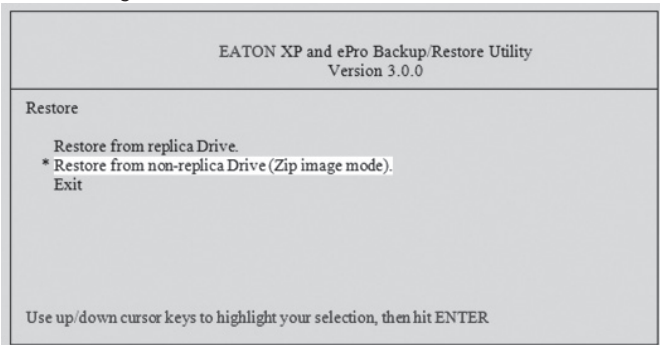 EATON XP and ePro Backup/Restore Utility
Version 3.0.0
Restore
Restore from replica Drive.
* Restore from non-replica Drive (Zip image mode).
Exit
Use up/down cursor keys to highlight your selection, then hit ENTER